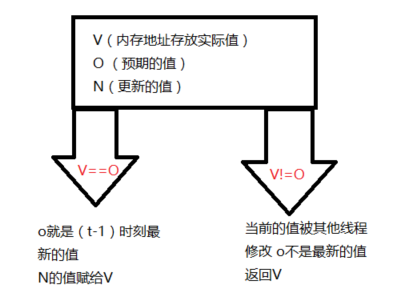 V（内存地址存放实际值）
O （预期的值）
N（更新的值）
V==O
V!=O
o就是（t-1）时刻最
新的值
N的值赋给V
当前的值被其他线程
修改 o不是最新的值
返回V